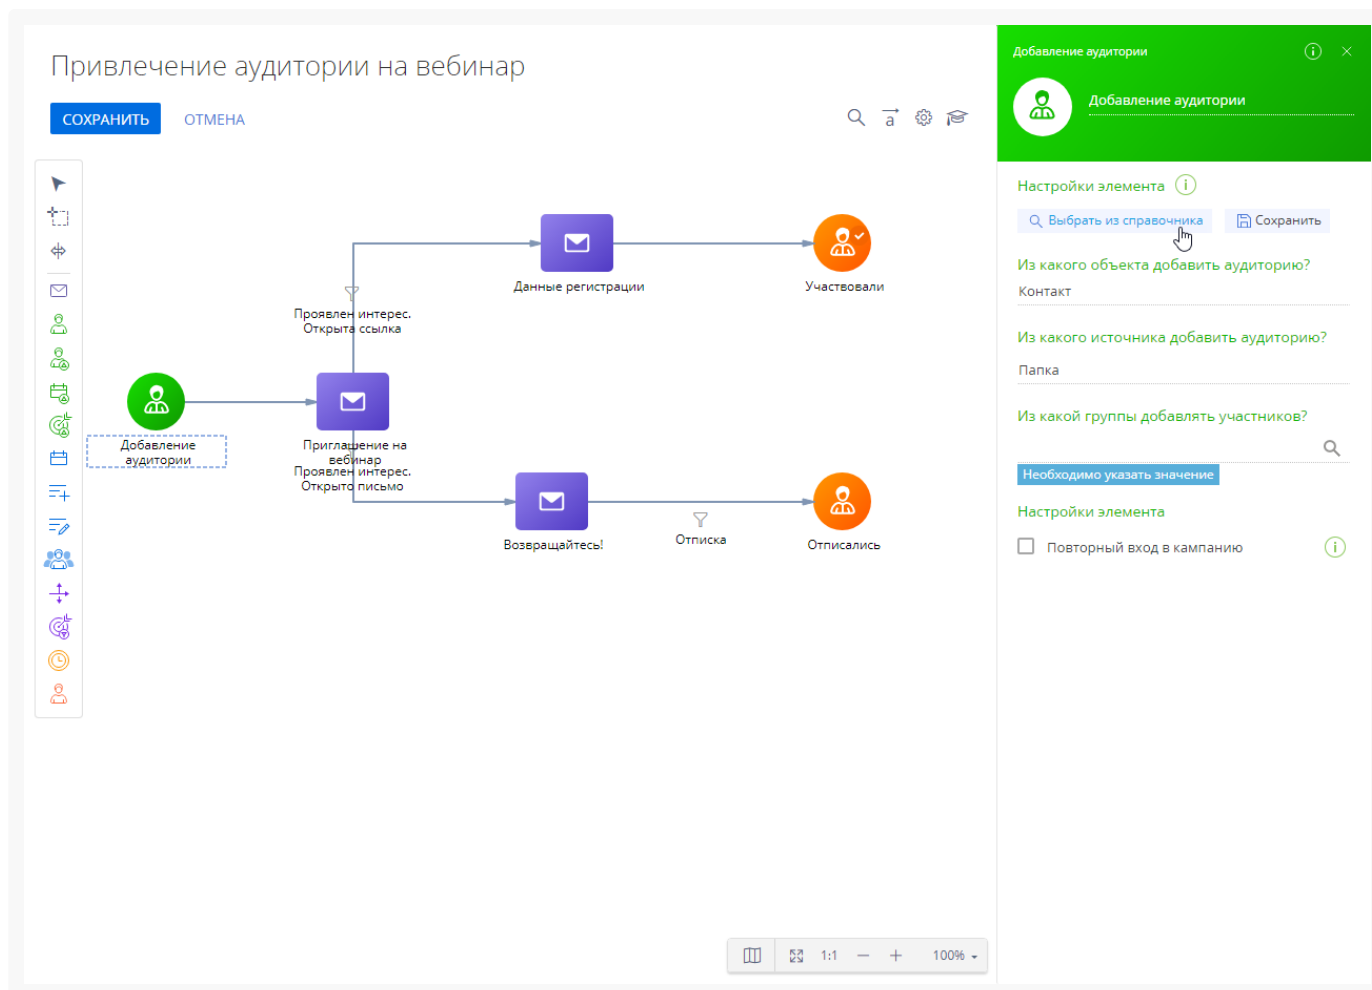 Привлечение аудитории на вебинар
СОХРАНИТЬ
ОТМЕНА
a
Данные регистрации
Участвовали
Проявлен интерес.
Открыта ссылка
Добавление
аудитории
Приглашение на
вебинар
Проявлен интерес.
Открыто письмо
Возвращайтесь!
Отписка
Отписались
1:1
100%
Добавление аудитории
Добавление аудитории
Настройки элемента
Выбрать из справочника
Сохранить
Из какого объекта добавить аудиторию?
Контакт
Из какого источника добавить аудиторию?
Папка
Из какой группы добавлять участников?
Необходимо указать значение
Настройки элемента
Повторный вход в кампанию